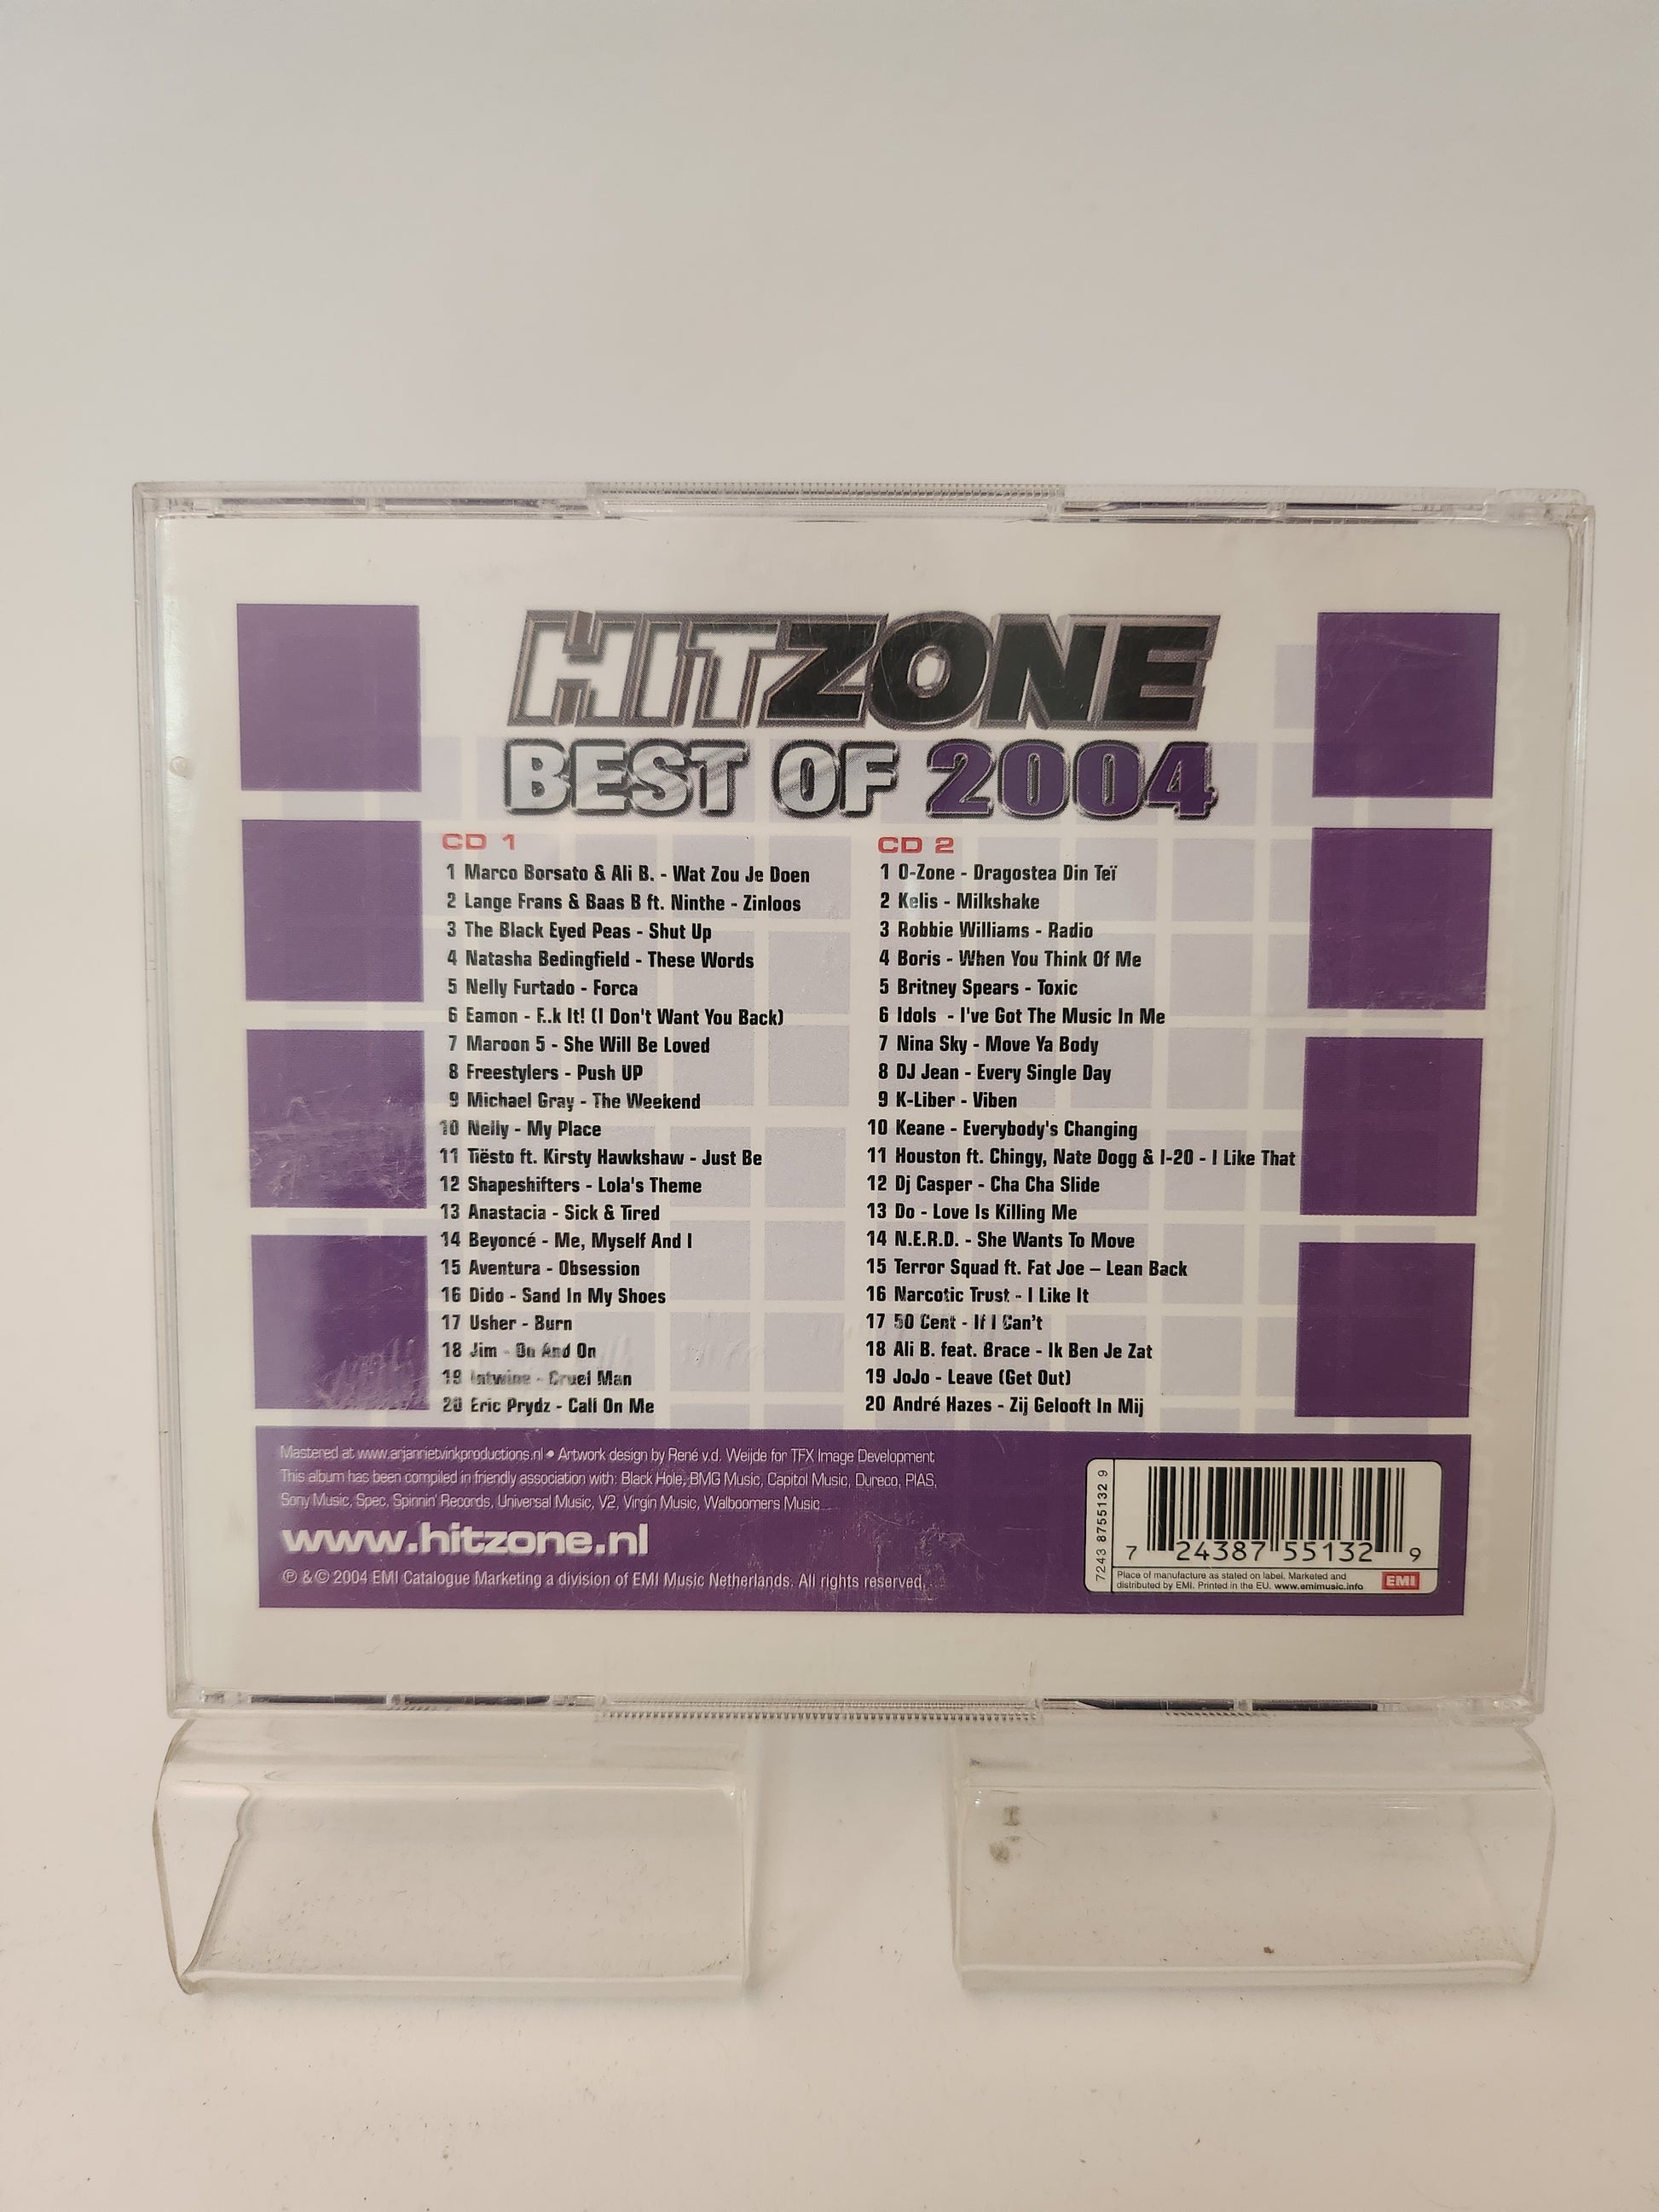 HITZONE
BEST OF 2004
CD 1
1 Marco Borsato & Ali B. - Wat Zou Je Doen
2 Lange Frans & Baas B ft. Ninthe - Zinloos
3 The Black Eyed Peas - Shut Up
4 Natasha Bedingfield - These Words
5 Nelly Furtado - Forca
6 Eamon - F..k It! (I Don't Want You Back)
7 Maroon 5 - She Will Be Loved
8 Freestylers - Push UP
9 Michael Gray - The Weekend
10 Nelly - My Place
11 Tiësto ft. Kirsty Hawkshaw - Just Be
12 Shapeshifters - Lola's Theme
13 Anastacia - Sick & Tired
14 Beyoncé - Me, Myself And I
15 Aventura - Obsession
16 Dido - Sand In My Shoes
17 Usher - Burn
18 Jim - On And On
19 Intwine - Cruel Man
20 Eric Prydz - Call On Me
CD 2
1 O-Zone - Dragostea Din Teï
2 Kelis - Milkshake
3 Robbie Williams - Radio
4 Boris - When You Think Of Me
5 Britney Spears - Toxic
6 Idols - I've Got The Music In Me
7 Nina Sky - Move Ya Body
8 DJ Jean - Every Single Day
9 K-Liber - Viben
10 Keane - Everybody's Changing
11 Houston ft. Chingy, Nate Dogg & I-20 - I Like That
12 Dj Casper - Cha Cha Slide
13 Do - Love Is Killing Me
14 N.E.R.D. - She Wants To Move
15 Terror Squad ft. Fat Joe – Lean Back
16 Narcotic Trust - I Like It
17 50 Cent - If I Can't
18 Ali B. feat. Brace - Ik Ben Je Zat
19 JoJo - Leave (Get Out)
20 André Hazes - Zij Gelooft In Mij
Mastered at www.arjanrietvinkproductions.nl • Artwork design by René v.d. Weijde for TFX Image Development
This album has been compiled in friendly association with: Black Hole, BMG Music, Capitol Music, Dureco, PIAS,
Sony Music, Spec, Spinnin' Records, Universal Music, V2, Virgin Music, Walboomers Music
www.hitzone.nl
℗ & © 2004 EMI Catalogue Marketing a division of EMI Music Netherlands. All rights reserved.
7243 8755132 9
7 24387 55132 9
Place of manufacture as stated on label. Marketed and
distributed by EMI. Printed in the EU. www.emimusic.info
EMI